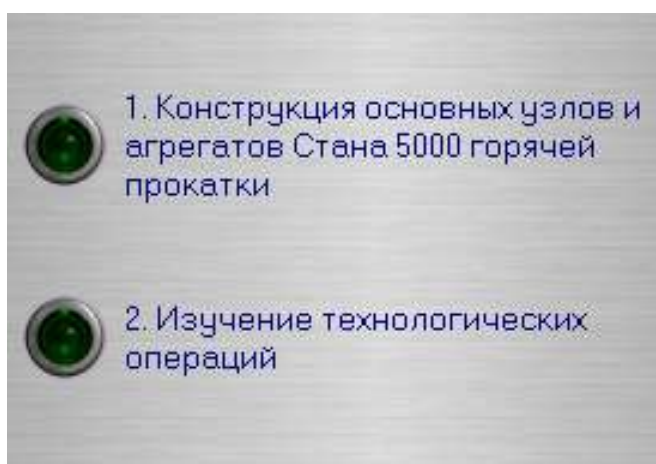 1. Конструкция основных узлов и
агрегатов Стана 5000 горячей
прокатки
2. Изучение технологических
операций